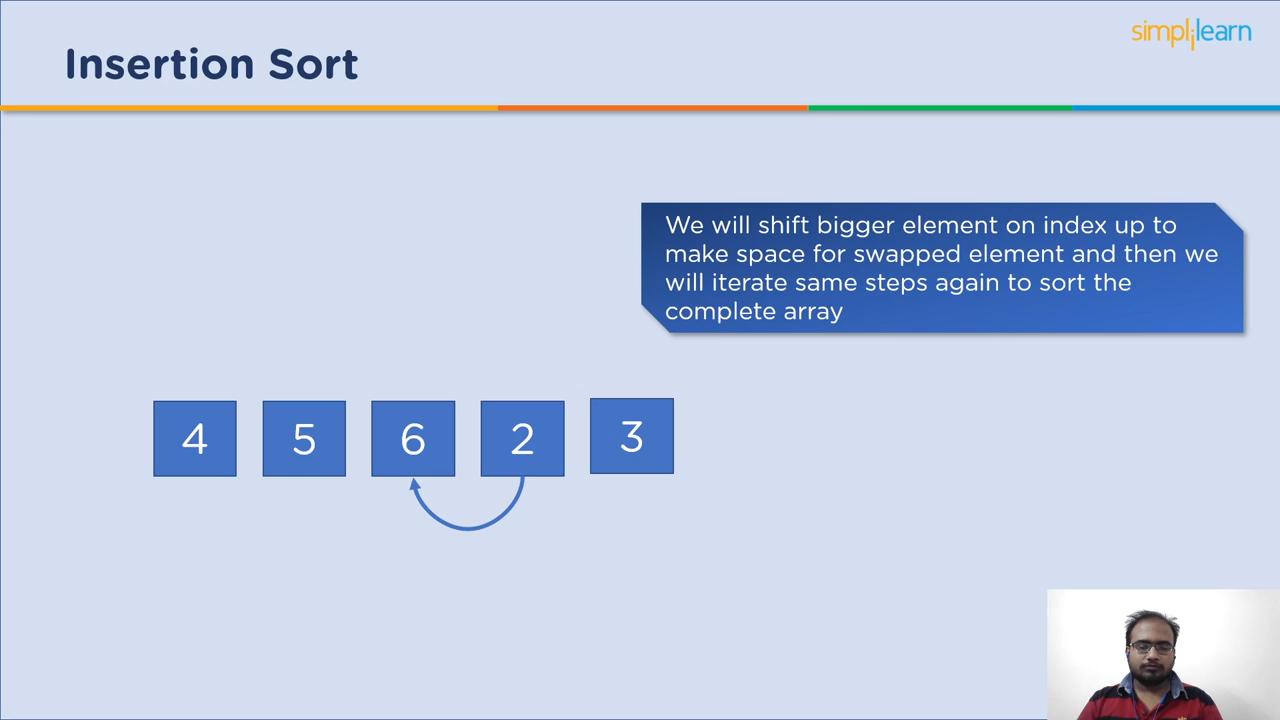 simplilearn
Insertion Sort
We will shift bigger element on index up to
make space for swapped element and then we
will iterate same steps again to sort the
complete array
4 5 6 2 3